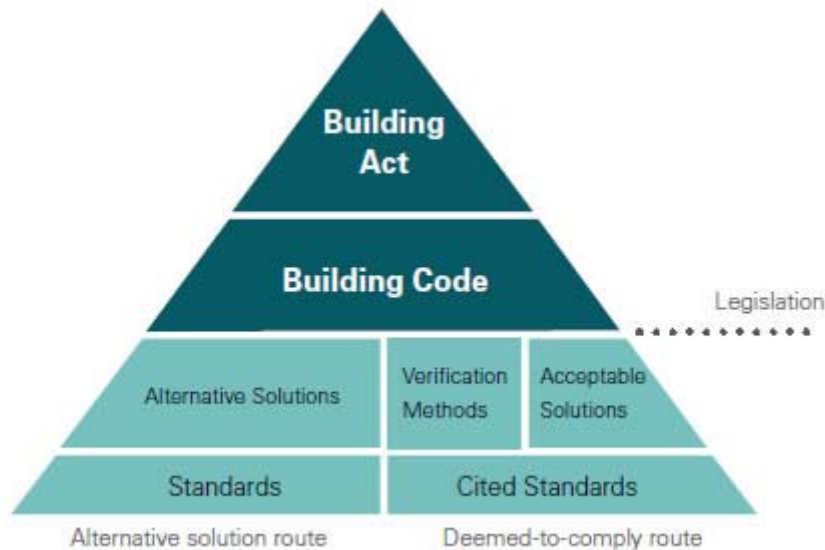 Building
Act
Building Code
Legislation
Alternative Solutions
Verification
Methods
Acceptable
Solutions
Standards
Cited Standards
Alternative solution route
Deemed-to-comply route